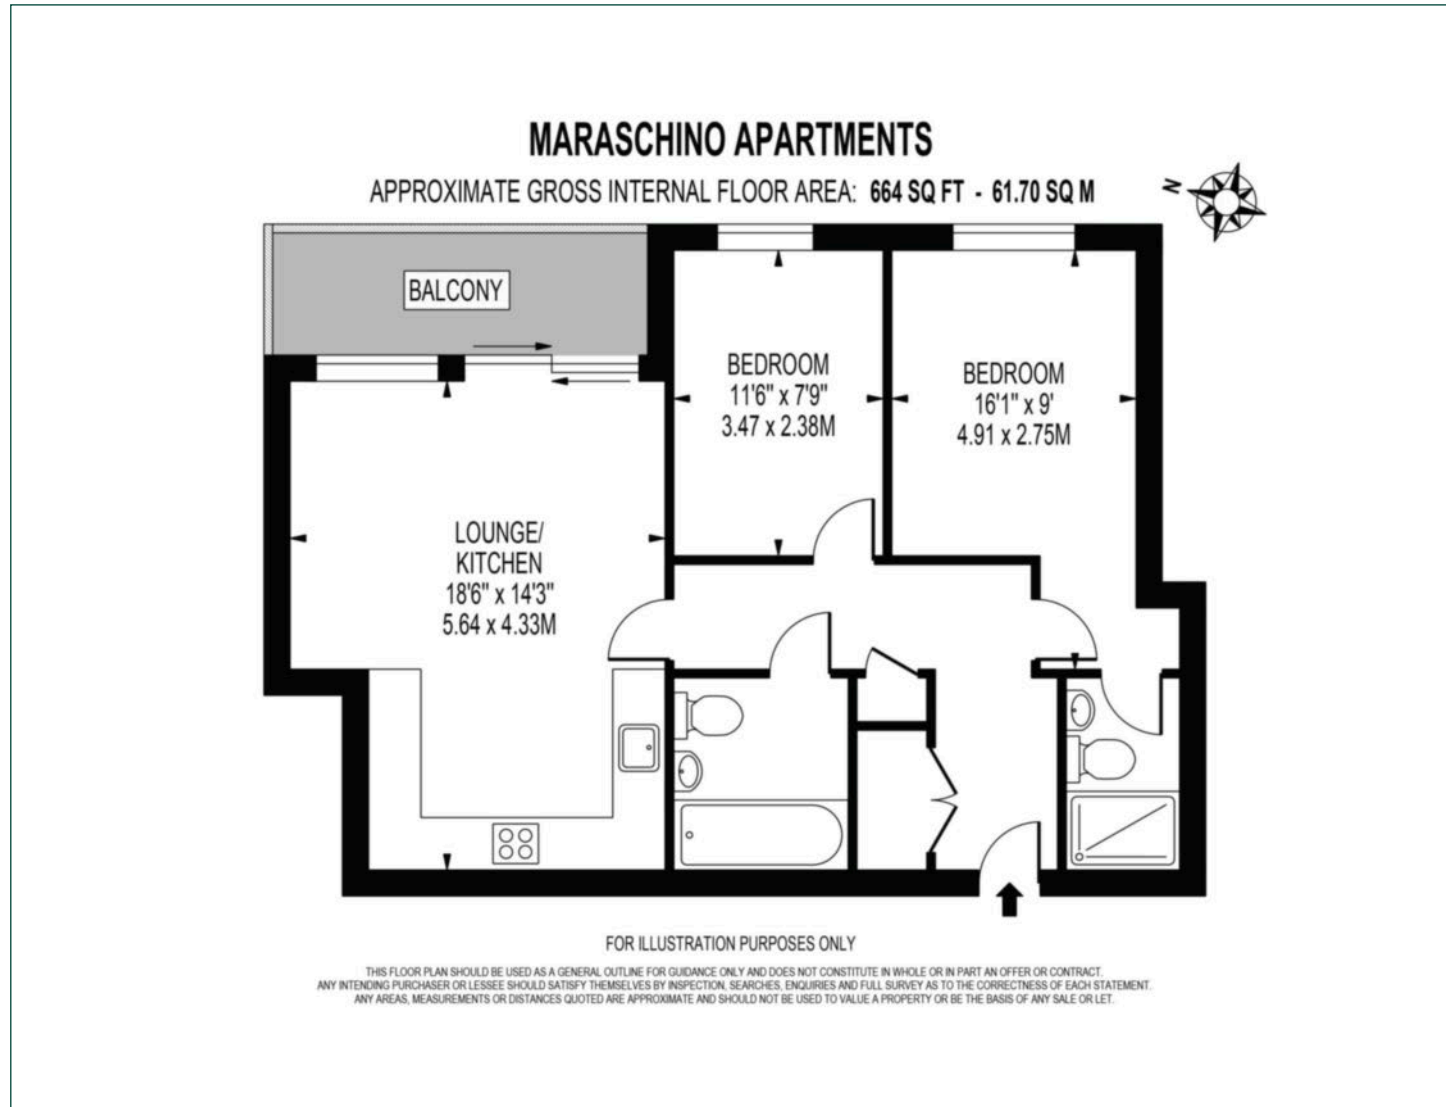 MARASCHINO APARTMENTS
APPROXIMATE GROSS INTERNAL FLOOR AREA: 664 SQ FT - 61.70 SQ M
N
BALCONY
BEDROOM
11'6" x 7'9"
3.47 x 2.38M
BEDROOM
16'1" x 9'
4.91 x 2.75M
LOUNGE/
KITCHEN
18'6" x 14'3"
5.64 x 4.33M
FOR ILLUSTRATION PURPOSES ONLY
THIS FLOOR PLAN SHOULD BE USED AS A GENERAL OUTLINE FOR GUIDANCE ONLY AND DOES NOT CONSTITUTE IN WHOLE OR IN PART AN OFFER OR CONTRACT.
ANY INTENDING PURCHASER OR LESSEE SHOULD SATISFY THEMSELVES BY INSPECTION, SEARCHES, ENQUIRIES AND FULL SURVEY AS TO THE CORRECTNESS OF EACH STATEMENT.
ANY AREAS, MEASUREMENTS OR DISTANCES QUOTED ARE APPROXIMATE AND SHOULD NOT BE USED TO VALUE A PROPERTY OR BE THE BASIS OF ANY SALE OR LET.